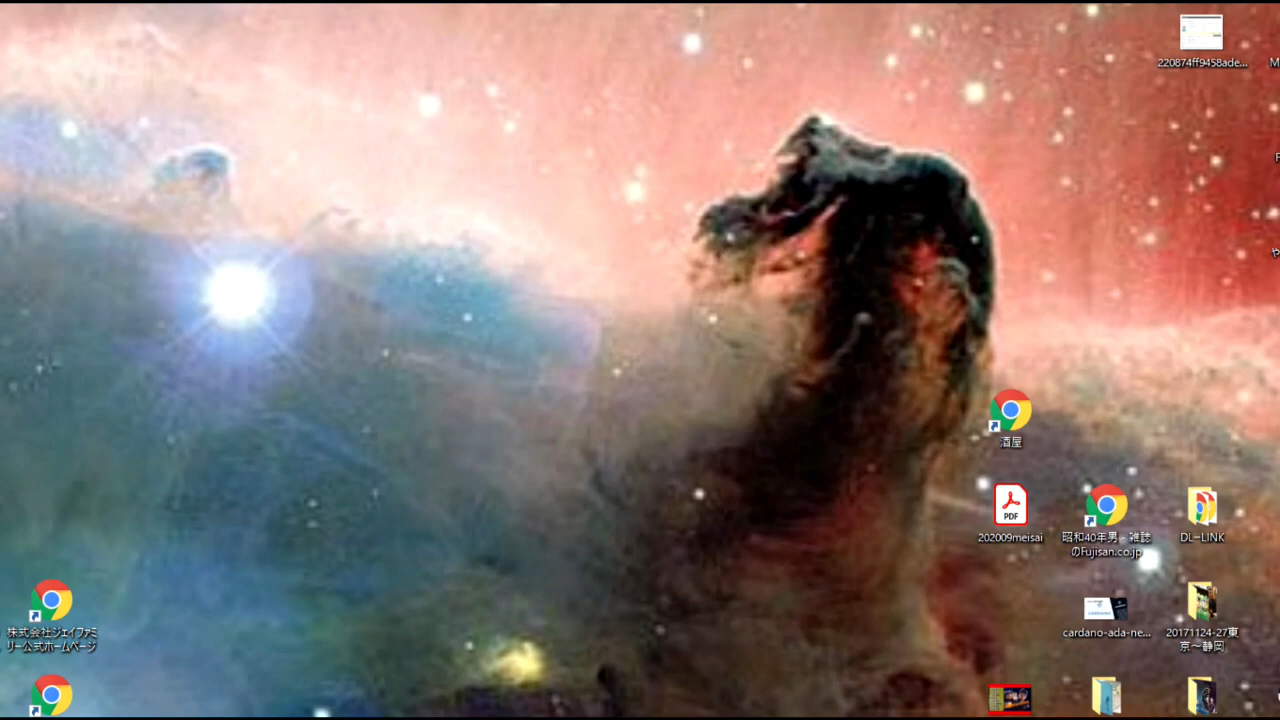 220874ff9458ade...
M
酒屋
PDF
202009meisai
昭和40年男 - 雑誌
のFujisan.co.jp
DL-LINK
株式会社ジェイファミ
リー公式ホームページ
cardano-ada-ne...
20171124-27東
京～静岡